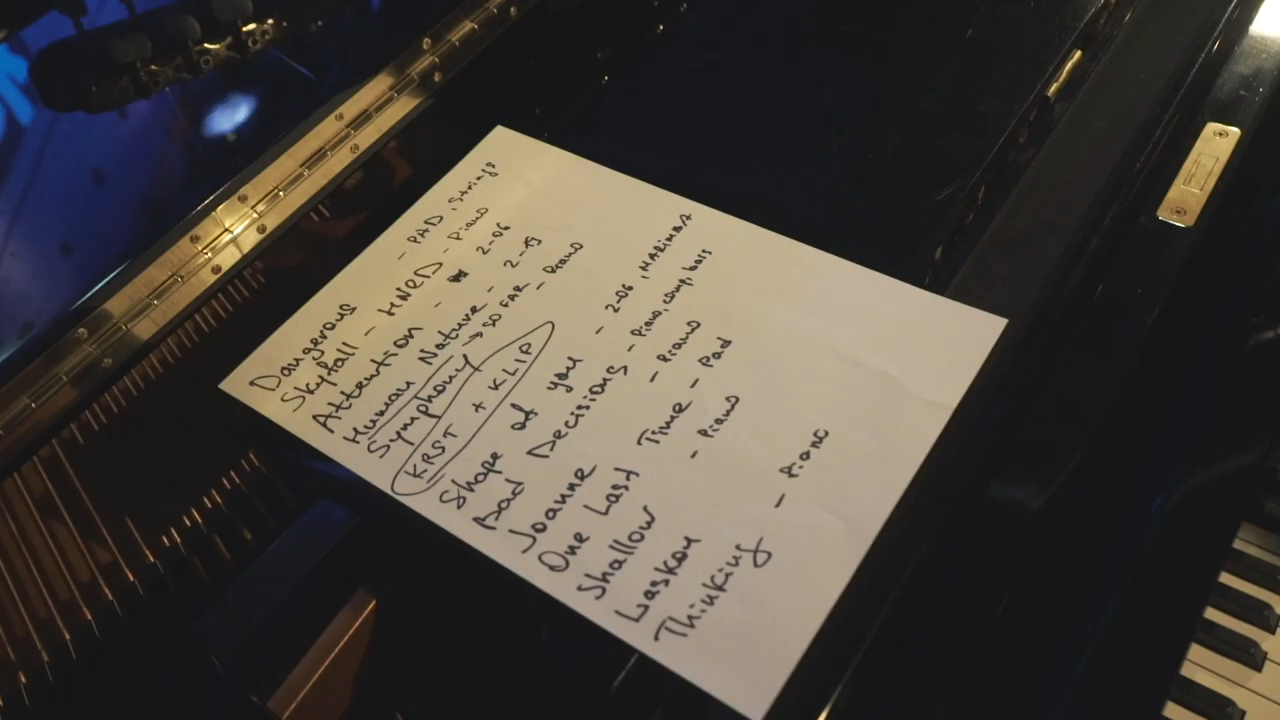 Dangerous - PAD, Strings
Skyfall - HNED - Piano
Attention - 2-06
Human Nature - 2-15
Symphony → SO FAR - Piano
KRST + KLIP
Shape of you - 2-06, MARIMBA
Bad Decisions - Piano, comp, bass
Joanne - Piano
One Last Time - Pad
Shallow - Piano
Laskou
Thinking - Piano